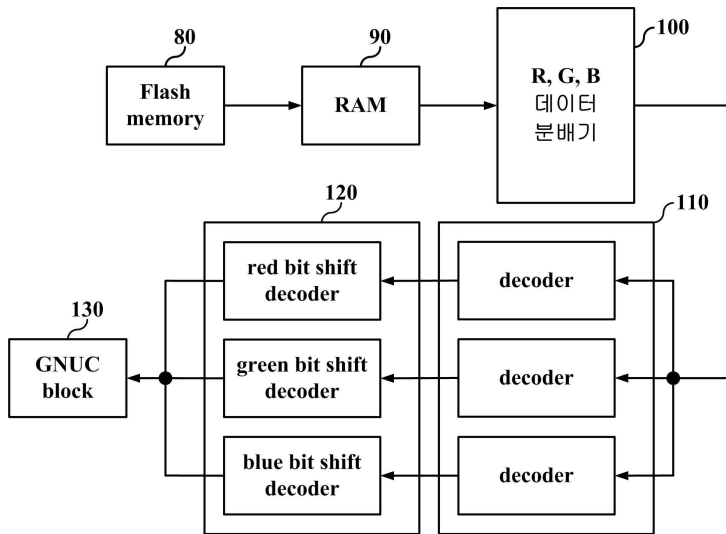 80
90
100
Flash
memory
RAM
R, G, B
데이터
분배기
120
110
red bit shift
decoder
decoder
130
GNUC
block
green bit shift
decoder
decoder
blue bit shift
decoder
decoder